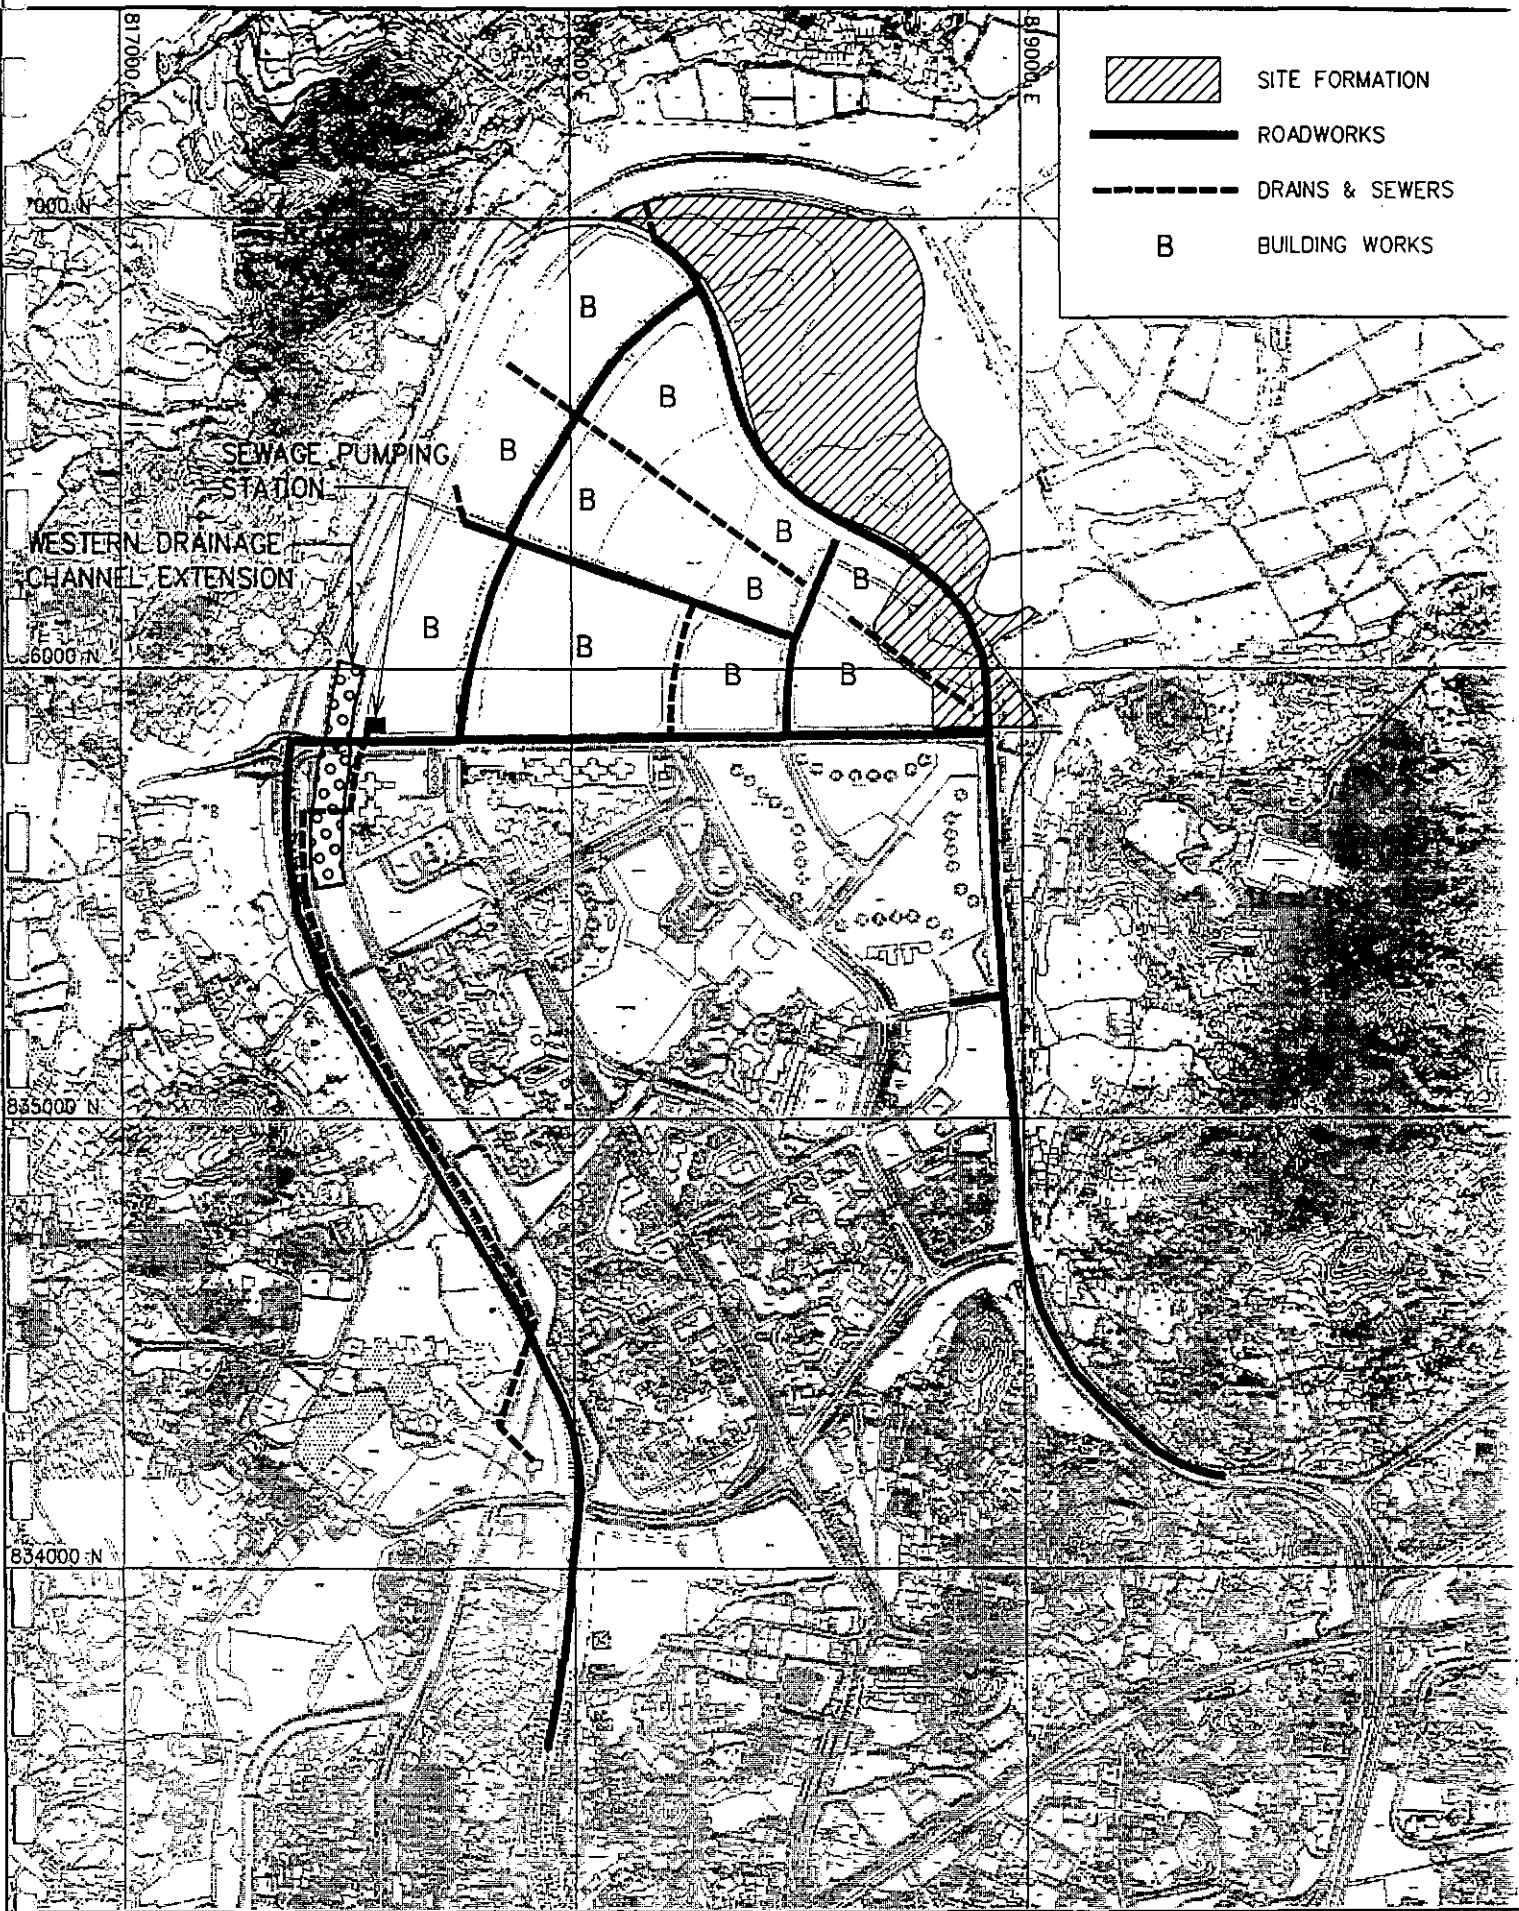 817000 E
818000 E
819000 E
SITE FORMATION
ROADWORKS
DRAINS & SEWERS
B BUILDING WORKS
7000 N
B
B
B
SEWAGE PUMPING
STATION
B
B
WESTERN DRAINAGE
CHANNEL EXTENSION
B
B
B
B
6000 N
B
B
835000 N
834000 N